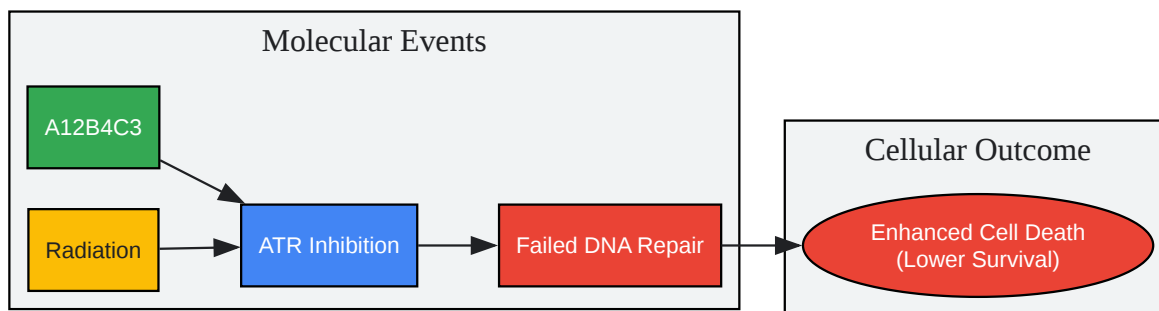 Molecular Events
A12B4C3
Radiation
ATR Inhibition
Failed DNA Repair
Cellular Outcome
Enhanced Cell Death
(Lower Survival)